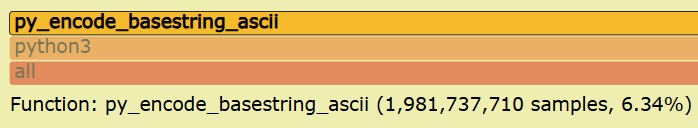 py_encode_basestring_ascii
python3
all
Function: py_encode_basestring_ascii (1,981,737,710 samples, 6.34%)